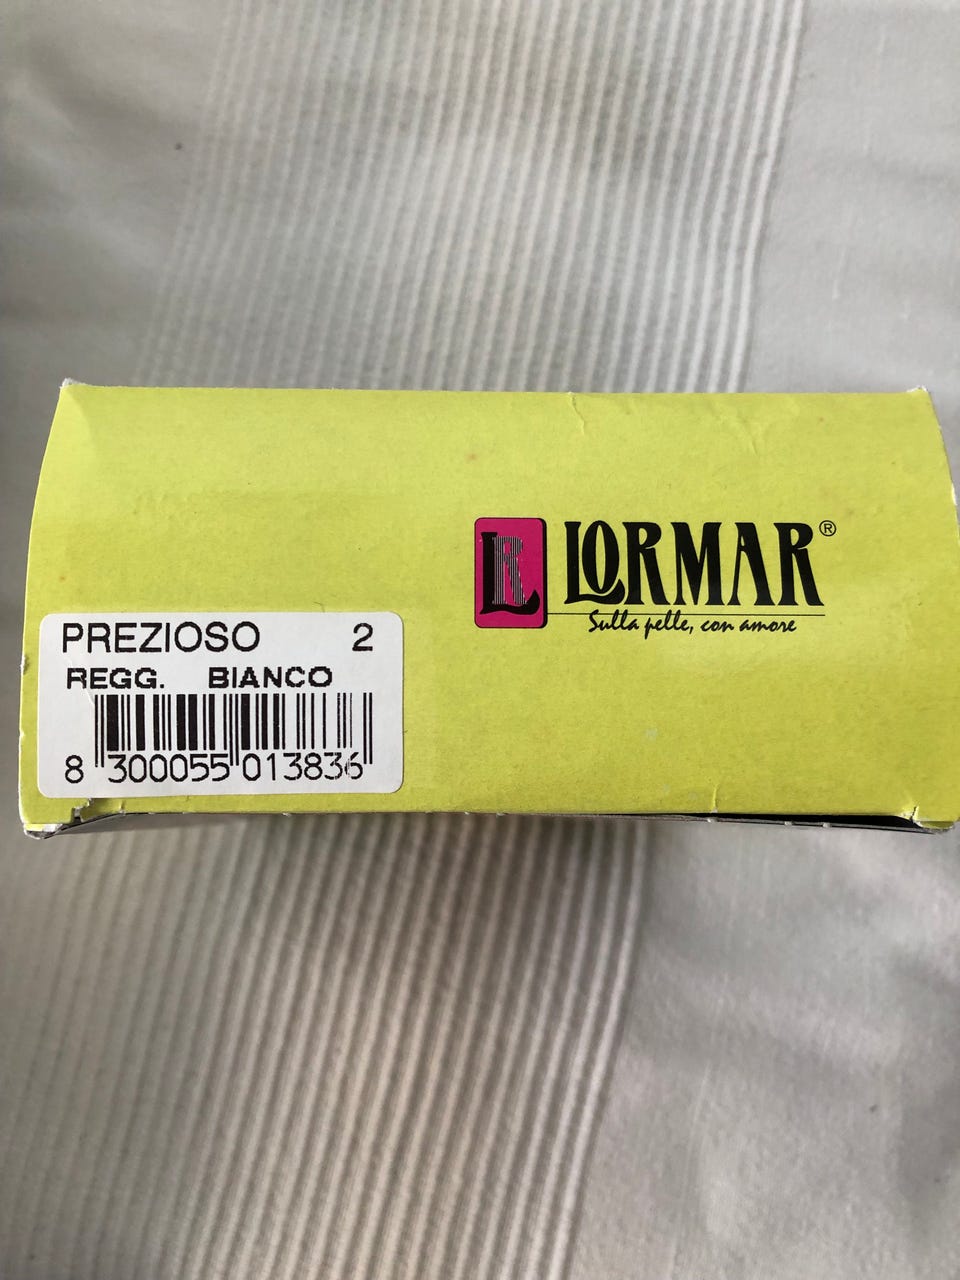 LR LORMAR®
Sulla pelle, con amore
PREZIOSO 2
REGG. BIANCO
8 300055 013836